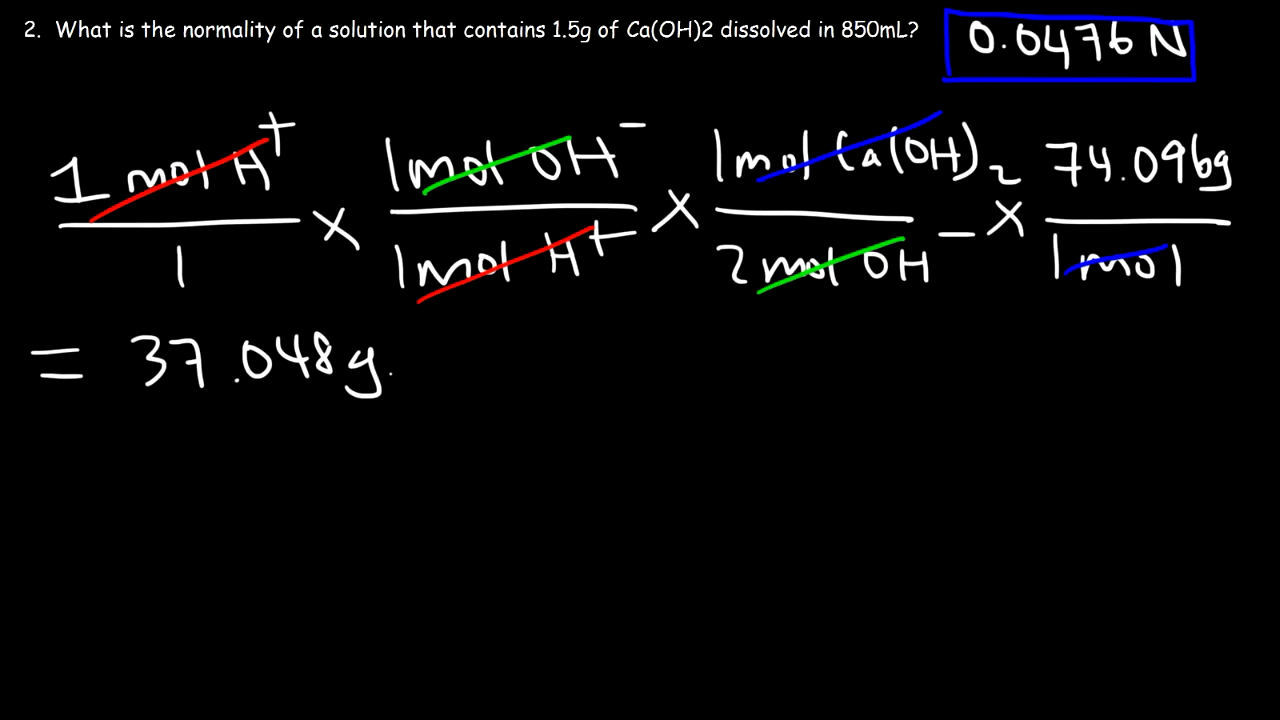 2. What is the normality of a solution that contains 1.5g of Ca(OH)2 dissolved in 850mL?
0.0476 N
1 mol H⁺ / 1 × 1 mol OH⁻ / 1 mol H⁺ × 1 mol Ca(OH)₂ / 2 mol OH⁻ × 74.096g / 1 mol
= 37.048g.